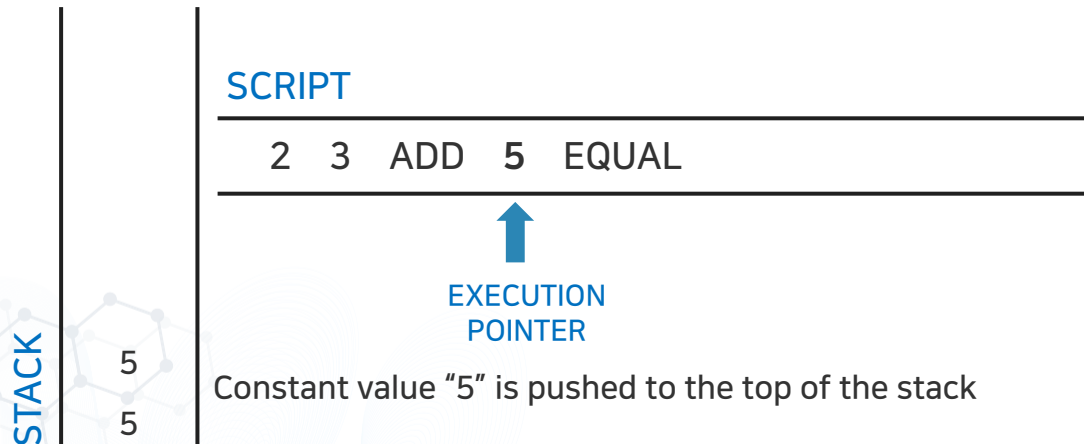 SCRIPT
2 3 ADD 5 EQUAL
EXECUTION
POINTER
STACK
5
Constant value “5” is pushed to the top of the stack
5